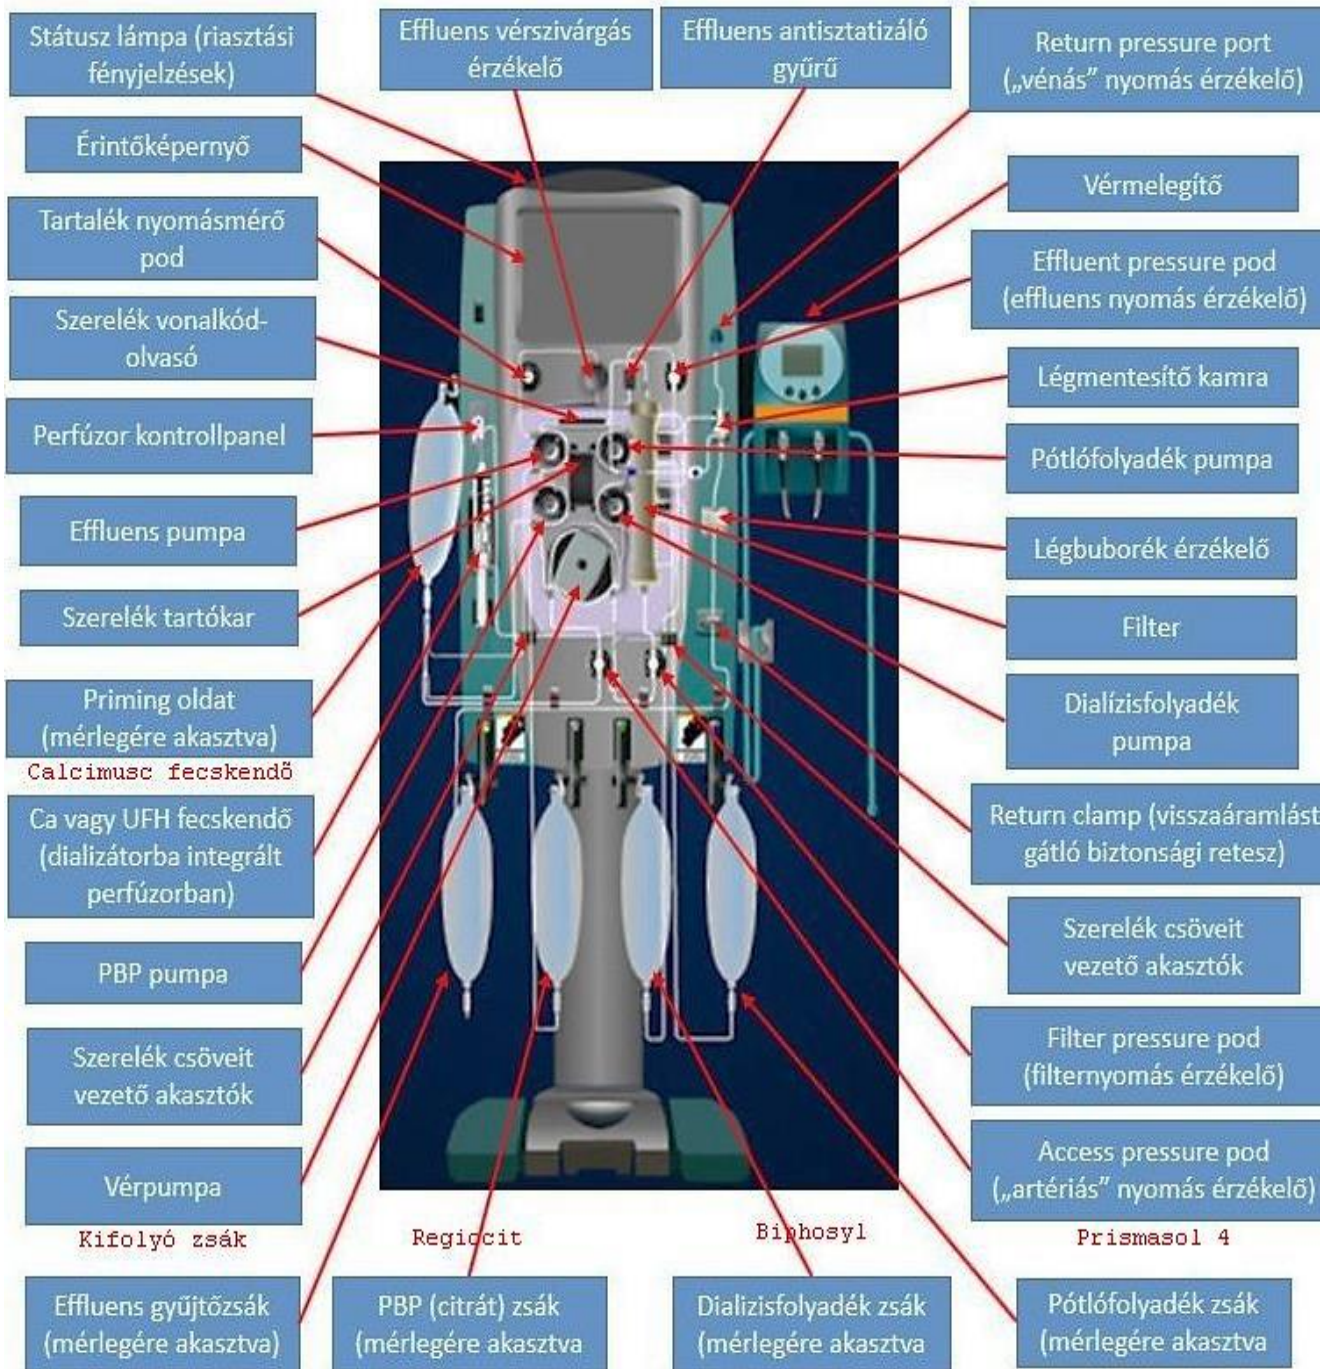 Státusz lámpa (riasztási
fényjelzések)
Effluens vérszivárgás
érzékelő
Effluens antisztatizáló
gyűrű
Return pressure port
(„vénás” nyomás érzékelő)
Érintőképernyő
Vérmelegítő
Tartalék nyomásmérő
pod
Effluent pressure pod
(effluens nyomás érzékelő)
Szerelék vonalkód-
olvasó
Légmentesítő kamra
Perfúzor kontrollpanel
Pótlófolyadék pumpa
Effluens pumpa
Légbuborék érzékelő
Szerelék tartókar
Filter
Priming oldat
(mérlegére akasztva)
Dialízisfolyadék
pumpa
Calcimusc fecskendő
Ca vagy UFH fecskendő
(dializátorba integrált
perfúzorban)
Return clamp (visszaáramlást
gátló biztonsági retesz)
PBP pumpa
Szerelék csöveit
vezető akasztók
Szerelék csöveit
vezető akasztók
Filter pressure pod
(filternyomás érzékelő)
Vérpumpa
Access pressure pod
(„artériás” nyomás érzékelő)
Kifolyó zsák
Regiocit
Biphosyl
Prismasol 4
Effluens gyűjtőzsák
(mérlegére akasztva)
PBP (citrát) zsák
(mérlegére akasztva
Dializisfolyadék zsák
(mérlegére akasztva
Pótlófolyadék zsák
(mérlegére akasztva